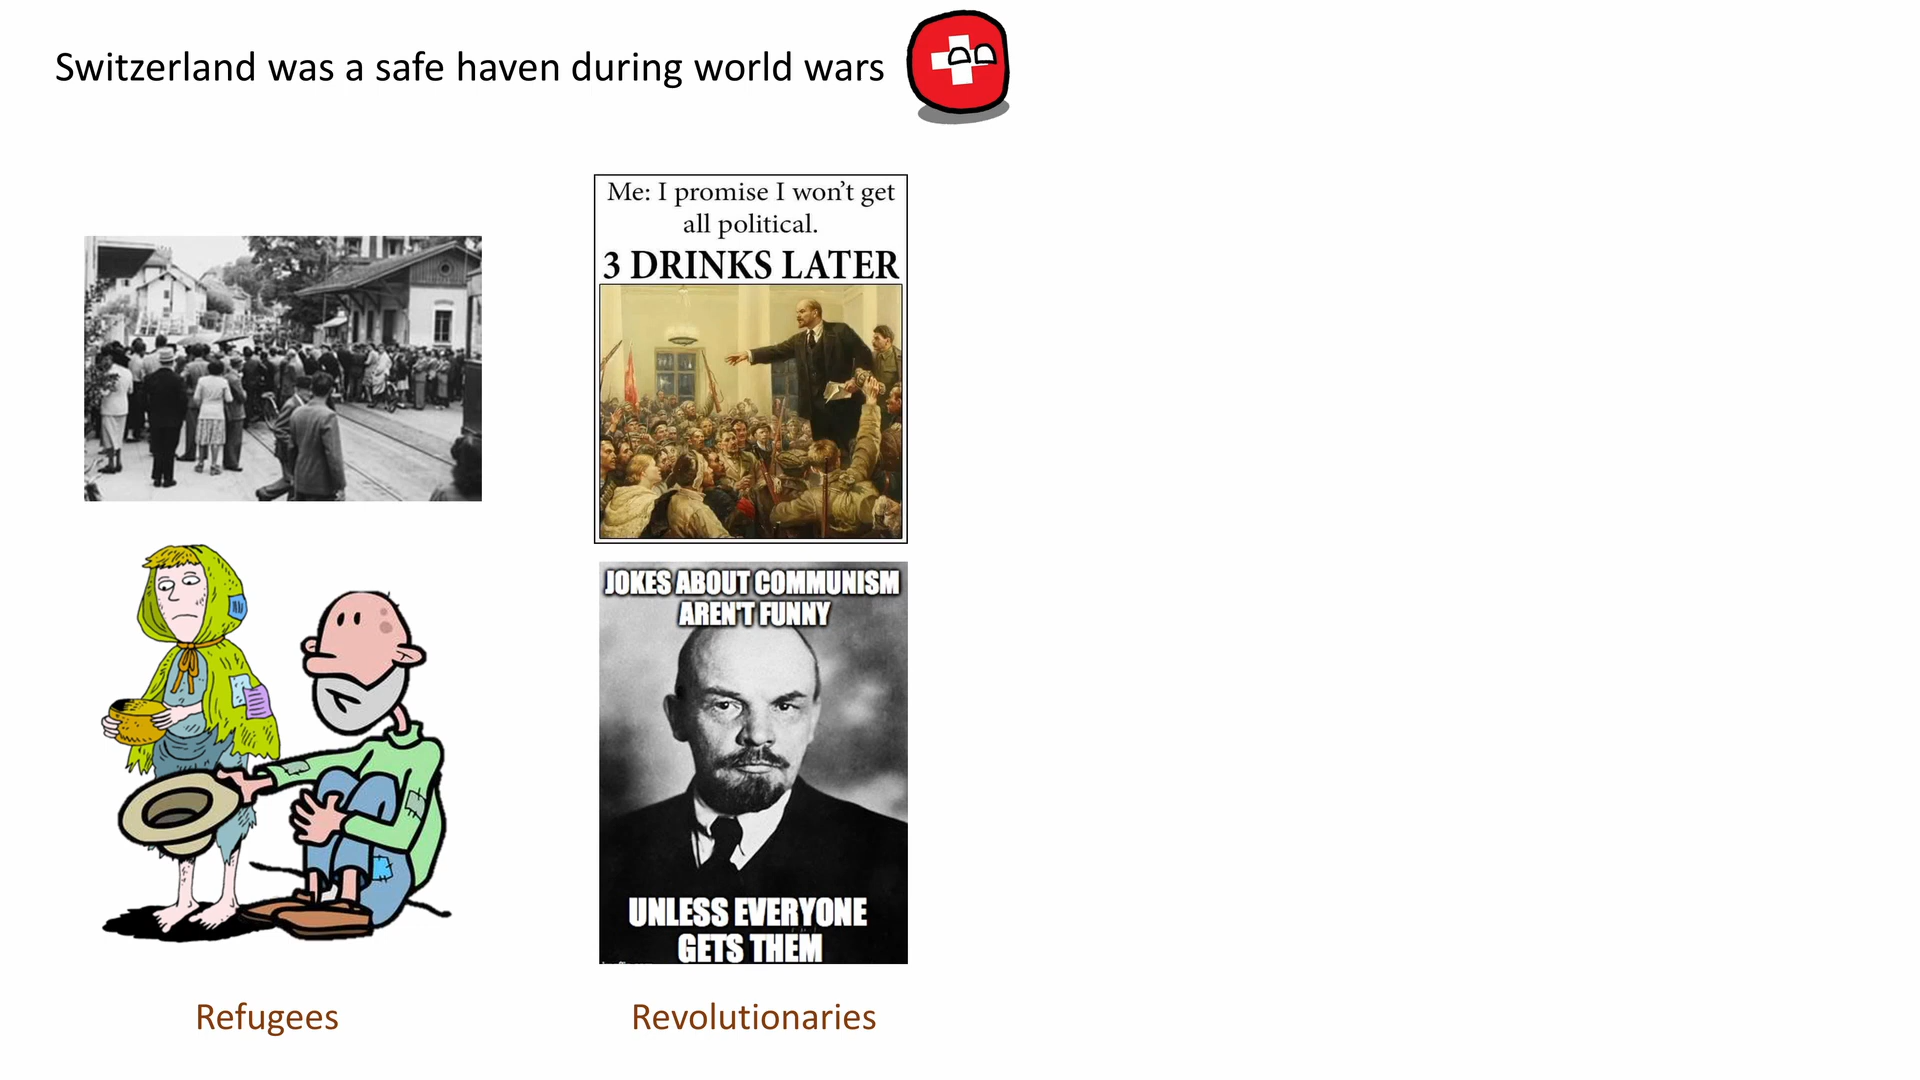 Switzerland was a safe haven during world wars
Me: I promise I won't get
all political.
3 DRINKS LATER
JOKES ABOUT COMMUNISM
AREN'T FUNNY
UNLESS EVERYONE
GETS THEM
Refugees
Revolutionaries